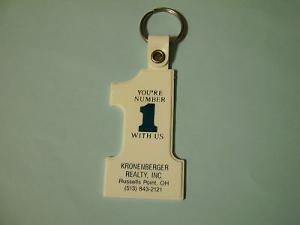 YOU'RE
NUMBER
1
WITH US
KRONENBERGER
REALTY, INC
Russells Point, OH
(513) 843-2121